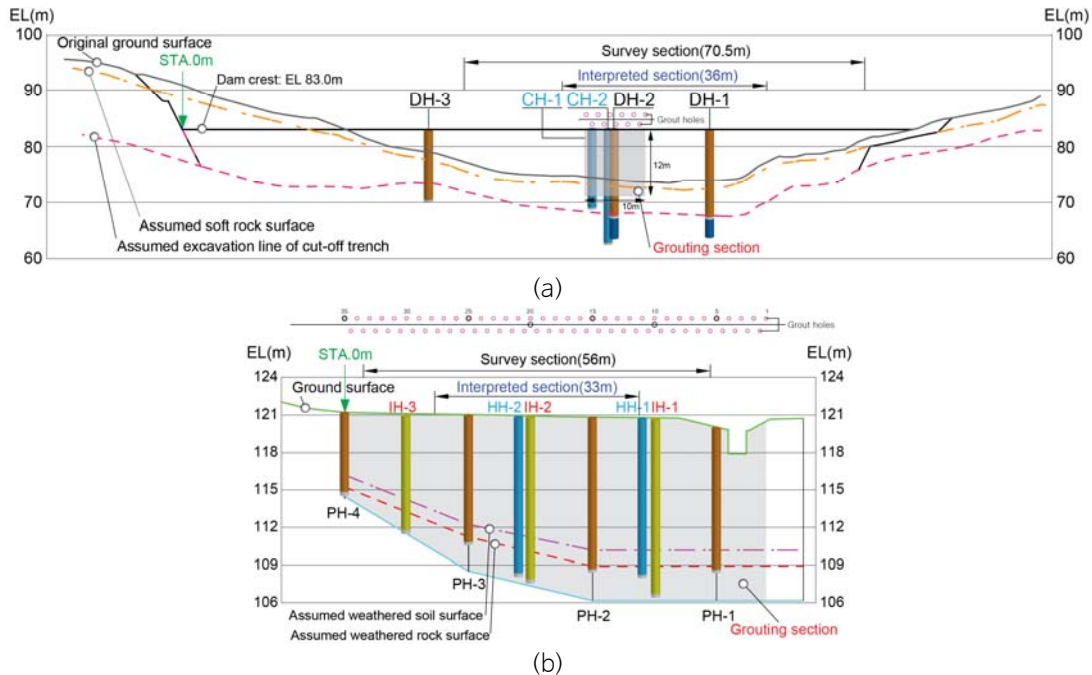 EL(m)
EL(m)
100
100
Original ground surface
STA.0m
Survey section(70.5m)
Interpreted section(36m)
Dam crest: EL 83.0m
90
90
DH-3
CH-1
CH-2
DH-2
DH-1
Grout holes
80
80
12m
70
70
10m
Assumed soft rock surface
Assumed excavation line of cut-off trench
Grouting section
60
60
(a)
35
30
25
20
15
10
5
1
Grout holes
EL(m)
STA.0m
Survey section(56m)
EL(m)
124
124
Ground surface
Interpreted section(33m)
121
121
IH-3
HH-2
IH-2
HH-1
IH-1
118
118
115
115
PH-4
112
112
109
109
PH-3
106
106
Assumed weathered soil surface
PH-2
PH-1
Assumed weathered rock surface
Grouting section
(b)